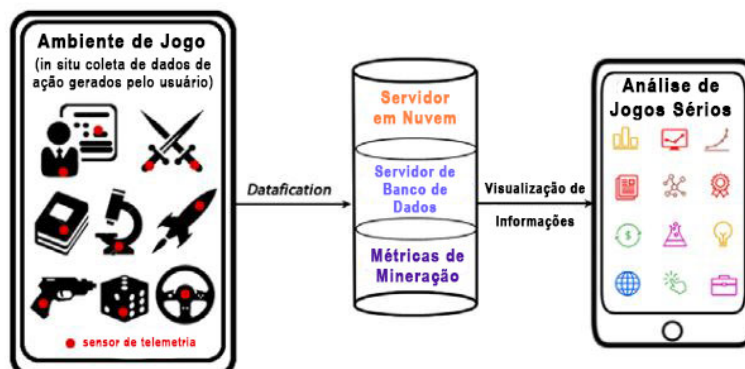 Ambiente de Jogo
(in situ coleta de dados de
ação gerados pelo usuário)
sensor de telemetria
Datafication
Servidor
em Nuvem
Servidor de
Banco de
Dados
Métricas de
Mineração
Visualização de
Informações
Análise de
Jogos Sérios
$